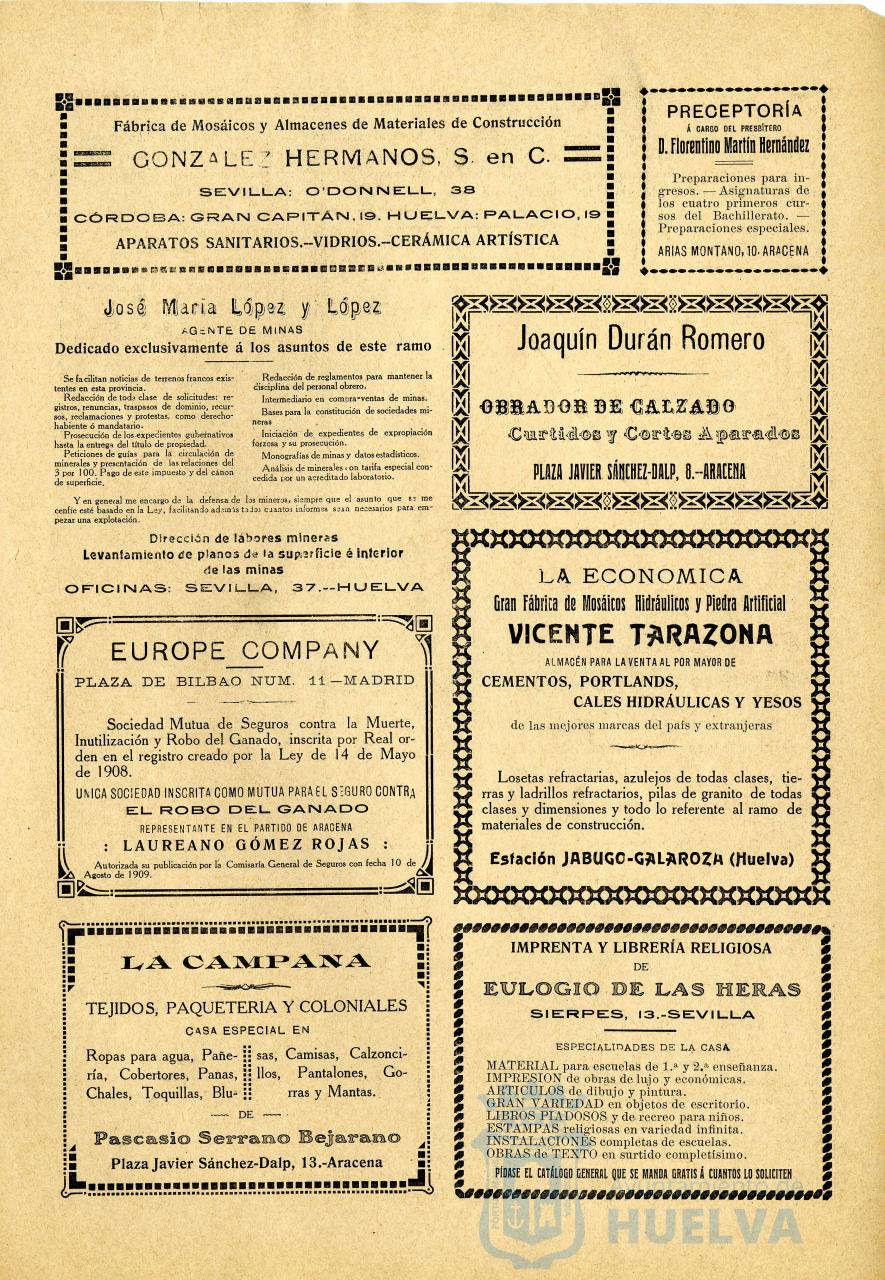 Fábrica de Mosáicos y Almacenes de Materiales de Construcción
GONZALEZ HERMANOS, S. en C.
SEVILLA: O'DONNELL, 38
CÓRDOBA: GRAN CAPITÁN, 19. HUELVA: PALACIO, 19
APARATOS SANITARIOS.--VIDRIOS.--CERÁMICA ARTÍSTICA
PRECEPTORÍA
Á CARGO DEL PRESBÍTERO
D. Florentino Martín Hernández
Preparaciones para in-
gresos. — Asignaturas de
los cuatro primeros cur-
sos del Bachillerato. —
Preparaciones especiales.
ARIAS MONTANO, 10. ARACENA
José María López y López
AGENTE DE MINAS
Dedicado exclusivamente á los asuntos de este ramo
Se facilitan noticias de terrenos francos exis-
tentes en esta provincia.
Redacción de toda clase de solicitudes: re-
gistros, renuncias, traspasos de dominio, recur-
sos, reclamaciones y protestas, como derecho-
habiente ó mandatario.
Prosecución de los expedientes gubernativos
hasta la entrega del título de propiedad.
Peticiones de guías para la circulación de
minerales y presentación de las relaciones del
3 por 100. Pago de este impuesto y del cánon
de superficie.
Redacción de reglamentos para mantener la
disciplina del personal obrero.
Intermediario en compra-ventas de minas.
Bases para la constitución de sociedades mi-
neras
Iniciación de expedientes de expropiación
forzosa y su prosecución.
Monografías de minas y datos estadísticos.
Análisis de minerales con tarifa especial con-
cedida por un acreditado laboratorio.
Y en general me encargo de la defensa de los mineros, siempre que el asunto que se me
confíe esté basado en la Ley, facilitando además todos cuantos informes sean necesarios para em-
pezar una explotación.
Dirección de lábores mineras
Levantamiento de planos de la superficie é interior
de las minas
OFICINAS: SEVILLA, 37.--HUELVA
Joaquín Durán Romero
OBRADOR DE CALZADO
Curtidos y Cortes Aparados
PLAZA JAVIER SÁNCHEZ-DALP, 8.--ARACENA
LA ECONOMICA
Gran Fábrica de Mosáicos Hidráulicos y Piedra Artificial
VICENTE TARAZONA
ALMACÉN PARA LA VENTA AL POR MAYOR DE
CEMENTOS, PORTLANDS,
CALES HIDRÁULICAS Y YESOS
de las mejores marcas del país y extranjeras
Losetas refractarias, azulejos de todas clases, tie-
rras y ladrillos refractarios, pilas de granito de todas
clases y dimensiones y todo lo referente al ramo de
materiales de construcción.
Estación JABUGO-GALAROZA (Huelva)
EUROPE COMPANY
PLAZA DE BILBAO NUM. 11—MADRID
Sociedad Mutua de Seguros contra la Muerte,
Inutilización y Robo del Ganado, inscrita por Real or-
den en el registro creado por la Ley de 14 de Mayo
de 1908.
UNICA SOCIEDAD INSCRITA COMO MUTUA PARA EL SEGURO CONTRA
EL ROBO DEL GANADO
REPRESENTANTE EN EL PARTIDO DE ARACENA
: LAUREANO GÓMEZ ROJAS :
Autorizada su publicación por la Comisaría General de Seguros con fecha 10 de
Agosto de 1909.
LA CAMPANA
TEJIDOS, PAQUETERIA Y COLONIALES
CASA ESPECIAL EN
Ropas para agua, Pañe- sas, Camisas, Calzonci-
ría, Cobertores, Panas, llos, Pantalones, Go-
Chales, Toquillas, Blu- rras y Mantas.
DE
Pascasio Serrano Bejarano
Plaza Javier Sánchez-Dalp, 13.-Aracena
IMPRENTA Y LIBRERÍA RELIGIOSA
DE
EULOGIO DE LAS HERAS
SIERPES, 13.-SEVILLA
ESPECIALIDADES DE LA CASA
MATERIAL para escuelas de 1.ª y 2.ª enseñanza.
IMPRESION de obras de lujo y económicas.
ARTICULOS de dibujo y pintura.
GRAN VARIEDAD en objetos de escritorio.
LIBROS PIADOSOS y de recreo para niños.
ESTAMPAS religiosas en variedad infinita.
INSTALACIONES completas de escuelas.
OBRAS de TEXTO en surtido completísimo.
PÍDASE EL CATÁLOGO GENERAL QUE SE MANDA GRATIS Á CUANTOS LO SOLICITEN
Ayuntamiento de
HUELVA